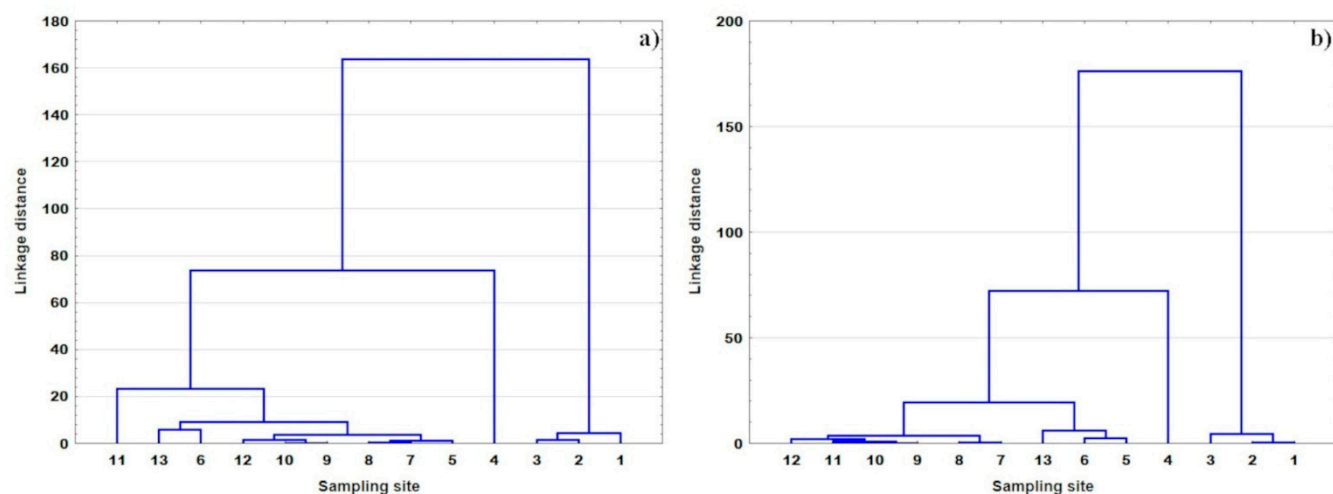 a)
180
160
140
120
100
80
60
40
20
0
Linkage distance
11 13 6 12 10 9 8 7 5 4 3 2 1
Sampling site
b)
200
150
100
50
0
Linkage distance
12 11 10 9 8 7 13 6 5 4 3 2 1
Sampling site